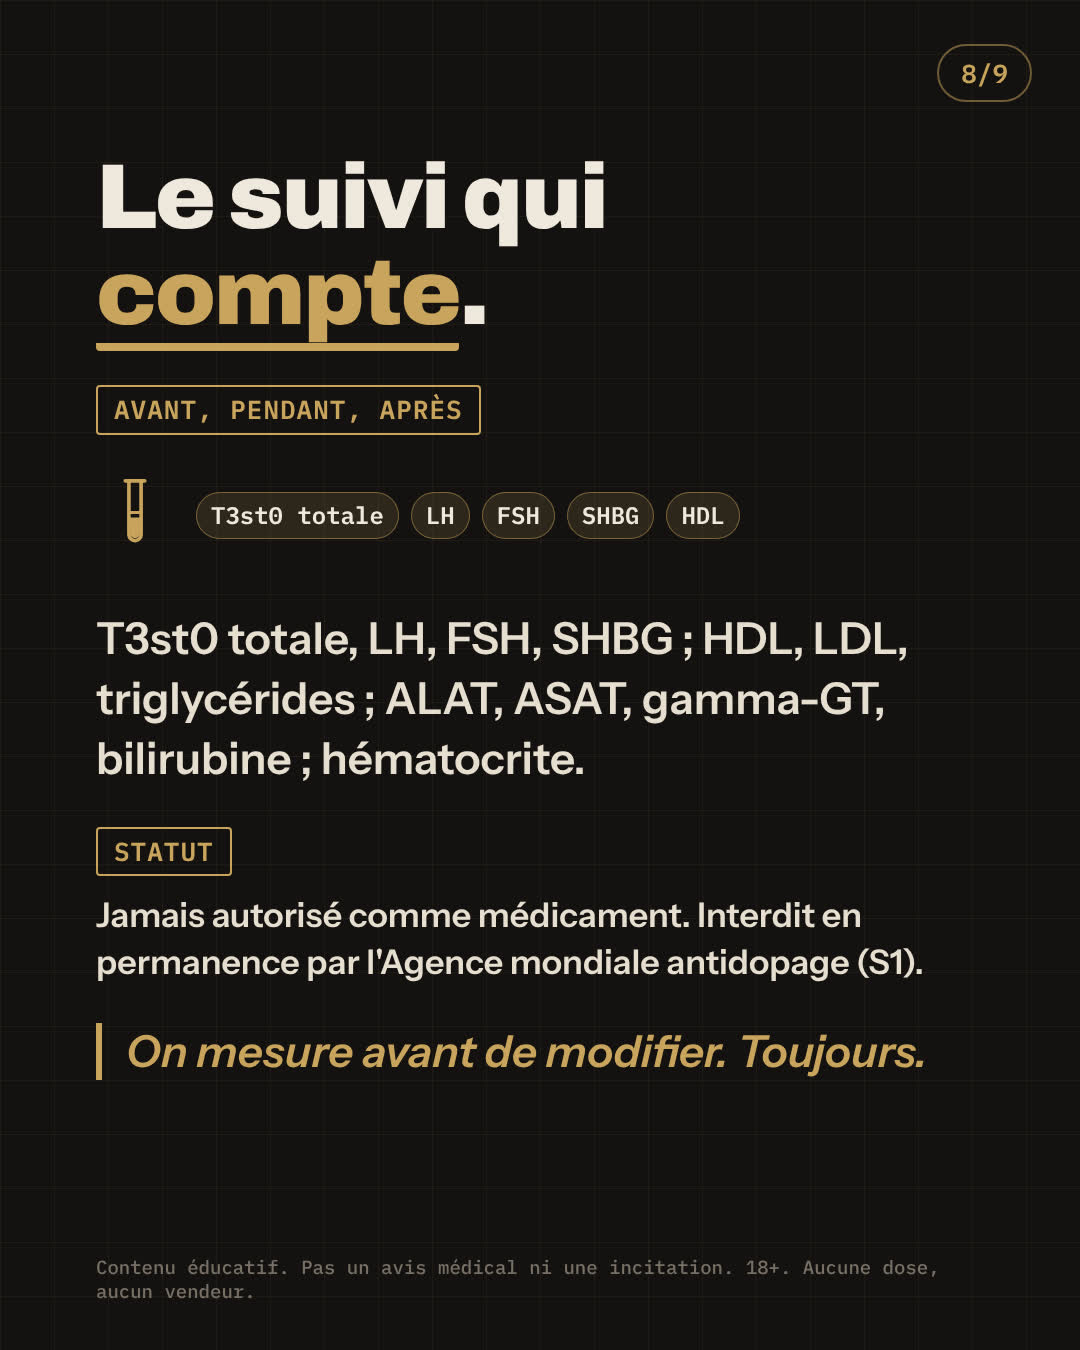 8/9
Le suivi qui
compte.
AVANT, PENDANT, APRÈS
T3st0 totale LH FSH SHBG HDL
T3st0 totale, LH, FSH, SHBG ; HDL, LDL,
triglycérides ; ALAT, ASAT, gamma-GT,
bilirubine ; hématocrite.
STATUT
Jamais autorisé comme médicament. Interdit en
permanence par l'Agence mondiale antidopage (S1).
On mesure avant de modifier. Toujours.
Contenu éducatif. Pas un avis médical ni une incitation. 18+. Aucune dose,
aucun vendeur.